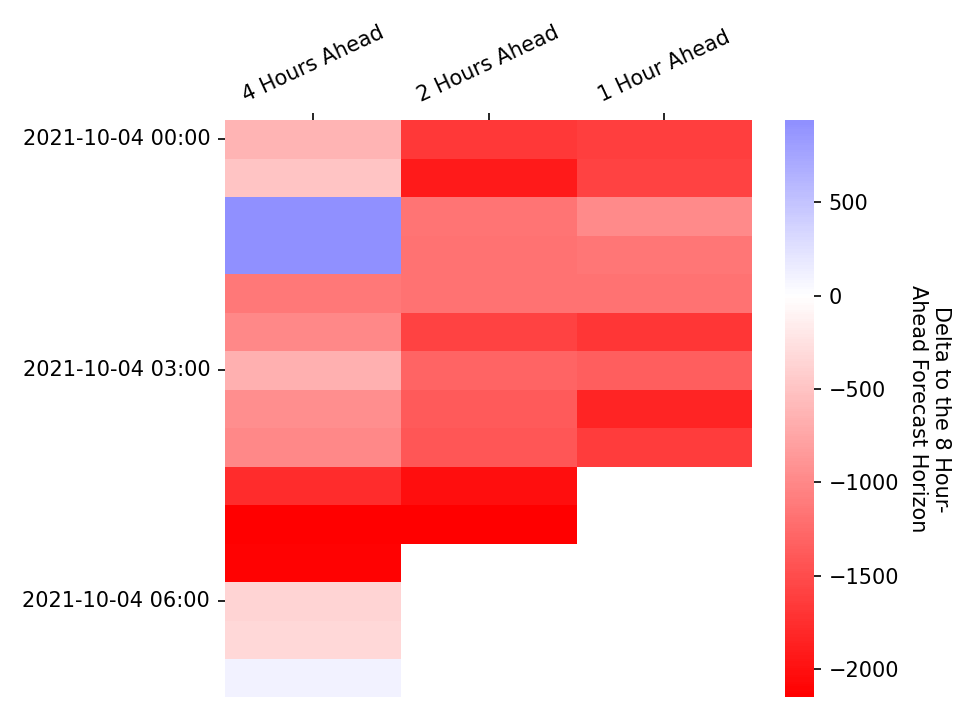 4 Hours Ahead
2 Hours Ahead
1 Hour Ahead
2021-10-04 00:00
2021-10-04 03:00
2021-10-04 06:00
500
0
−500
−1000
−1500
−2000
Delta to the 8 Hour-
Ahead Forecast Horizon